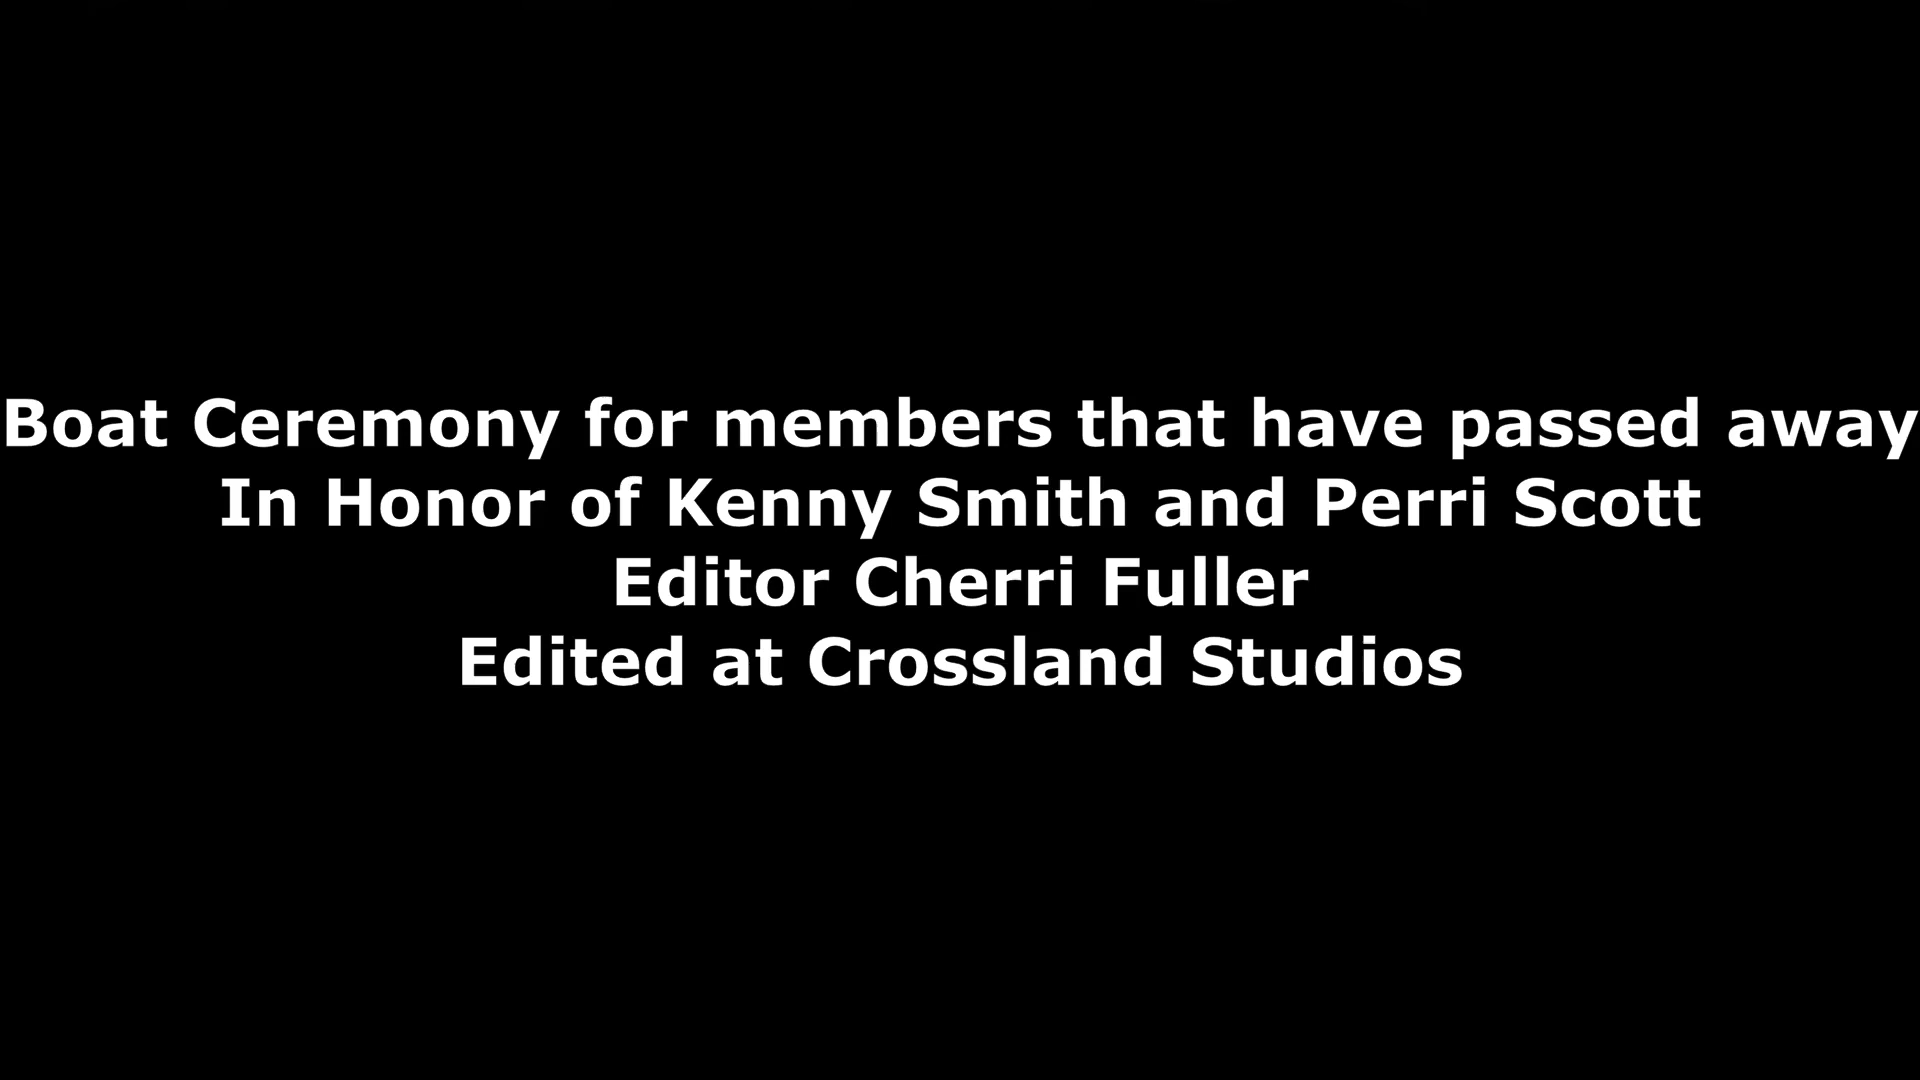 Boat Ceremony for members that have passed away
In Honor of Kenny Smith and Perri Scott
Editor Cherri Fuller
Edited at Crossland Studios